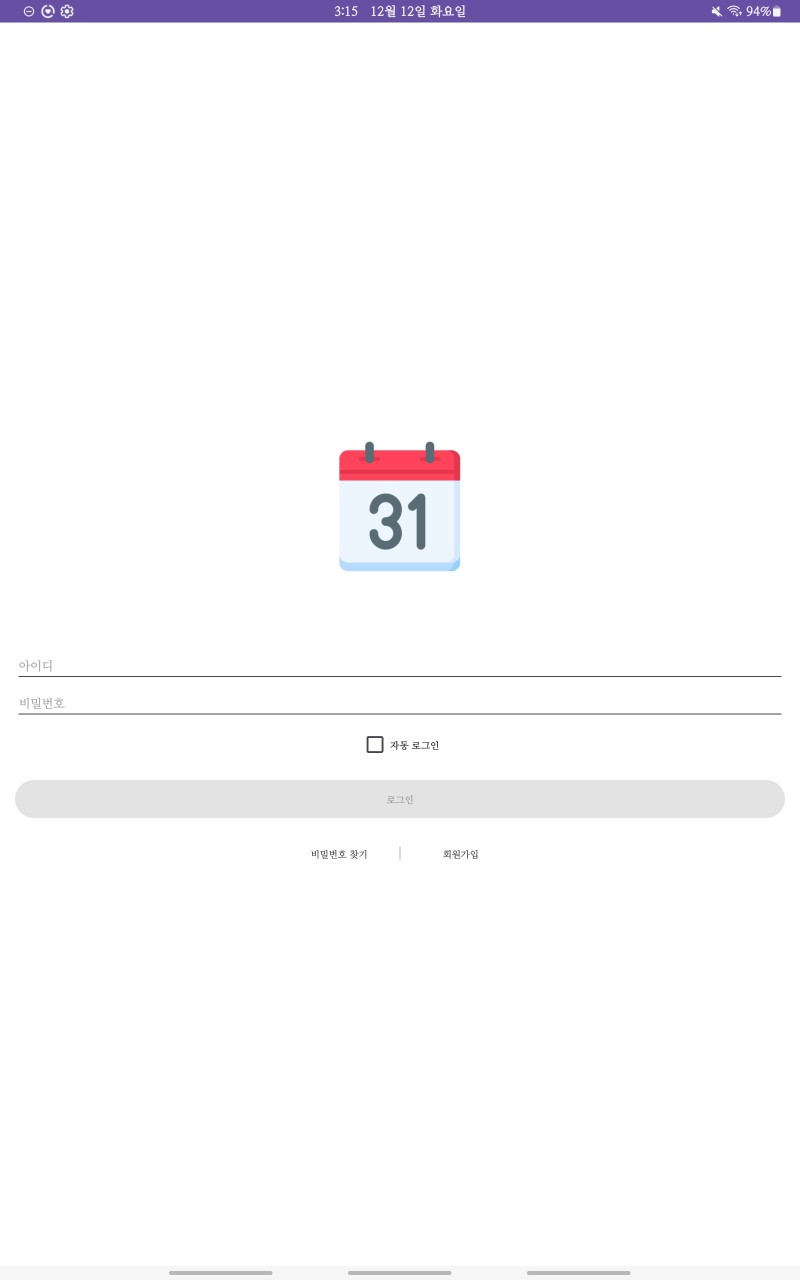 3:15 12월 12일 화요일 94%
31
아이디
비밀번호
자동 로그인
로그인
비밀번호 찾기 | 회원가입